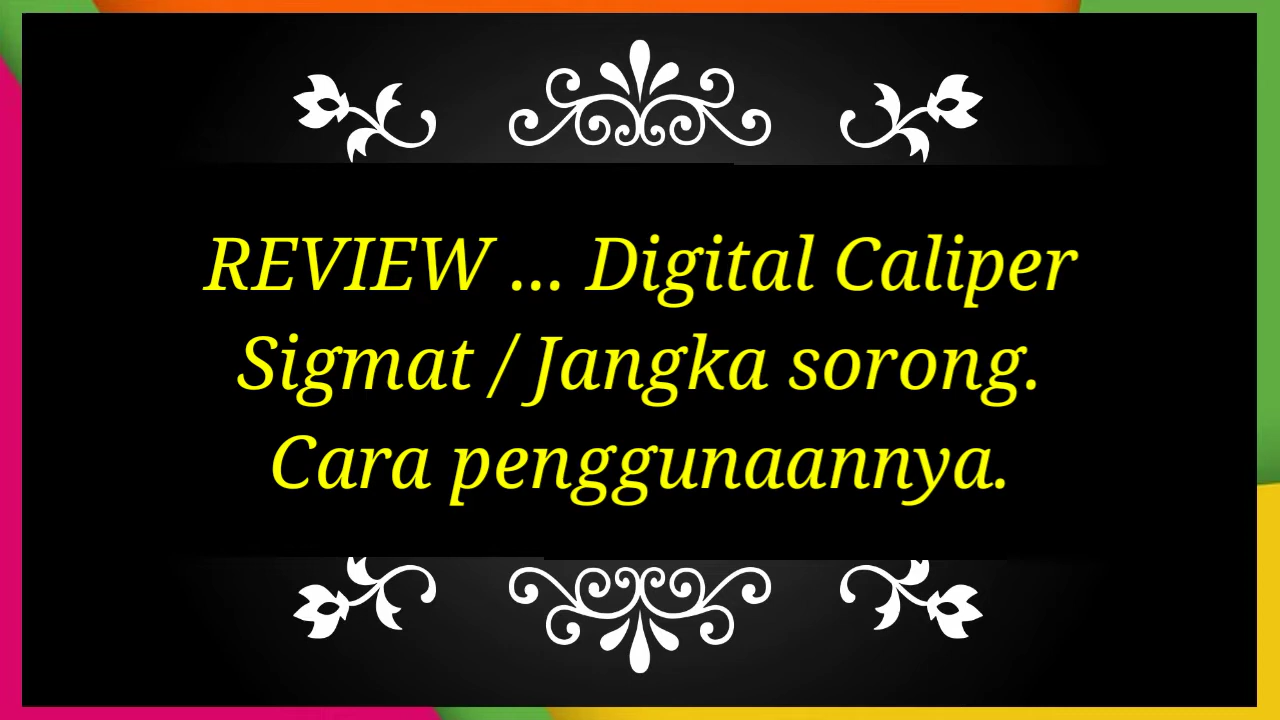 REVIEW ... Digital Caliper
Sigmat / Jangka sorong.
Cara penggunaannya.